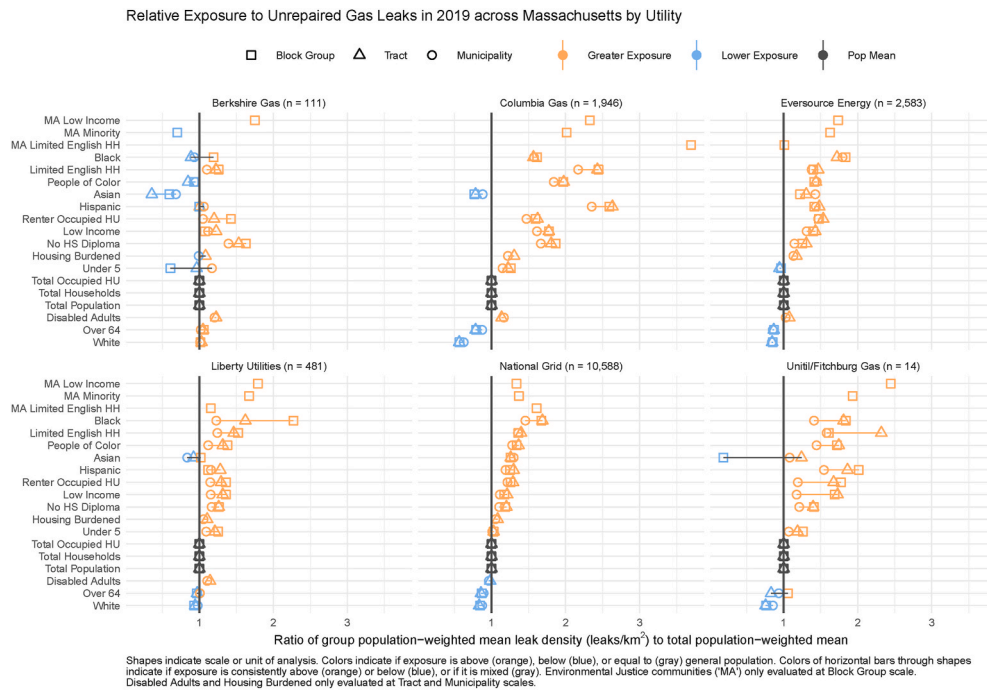 Relative Exposure to Unrepaired Gas Leaks in 2019 across Massachusetts by Utility
Block Group Tract Municipality Greater Exposure Lower Exposure Pop Mean
Berkshire Gas (n = 111) Columbia Gas (n = 1,946) Eversource Energy (n = 2,583)
MA Low Income
MA Minority
MA Limited English HH
Black
Limited English HH
People of Color
Asian
Hispanic
Renter Occupied HU
Low Income
No HS Diploma
Housing Burdened
Under 5
Total Occupied HU
Total Households
Total Population
Disabled Adults
Over 64
White
Liberty Utilities (n = 481) National Grid (n = 10,588) Unitil/Fitchburg Gas (n = 14)
MA Low Income
MA Minority
MA Limited English HH
Black
Limited English HH
People of Color
Asian
Hispanic
Renter Occupied HU
Low Income
No HS Diploma
Housing Burdened
Under 5
Total Occupied HU
Total Households
Total Population
Disabled Adults
Over 64
White
1 2 3 1 2 3 1 2 3
Ratio of group population−weighted mean leak density (leaks/km²) to total population−weighted mean
Shapes indicate scale or unit of analysis. Colors indicate if exposure is above (orange), below (blue), or equal to (gray) general population. Colors of horizontal bars through shapes
indicate if exposure is consistently above (orange) or below (blue), or if it is mixed (gray). Environmental Justice communities ('MA') only evaluated at Block Group scale.
Disabled Adults and Housing Burdened only evaluated at Tract and Municipality scales.